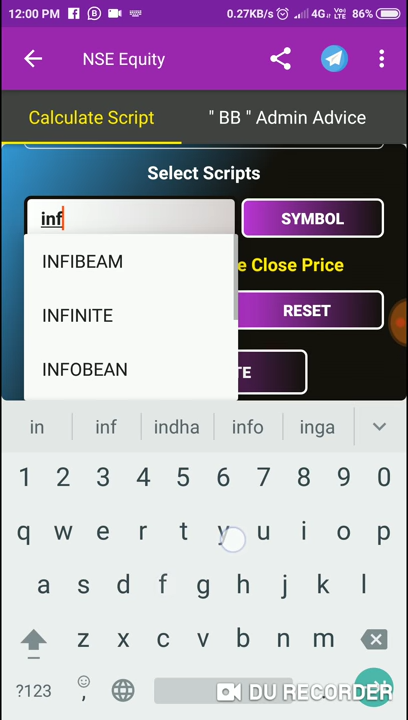 12:00 PM
0.27KB/s 4G VoLTE 86%
NSE Equity
Calculate Script
" BB " Admin Advice
Select Scripts
inf SYMBOL
e Close Price
INFIBEAM
INFINITE RESET
INFOBEAN TE
in inf indha info inga
1 2 3 4 5 6 7 8 9 0
q w e r t y u i o p
a s d f g h j k l
z x c v b n m
?123 , .
DU RECORDER